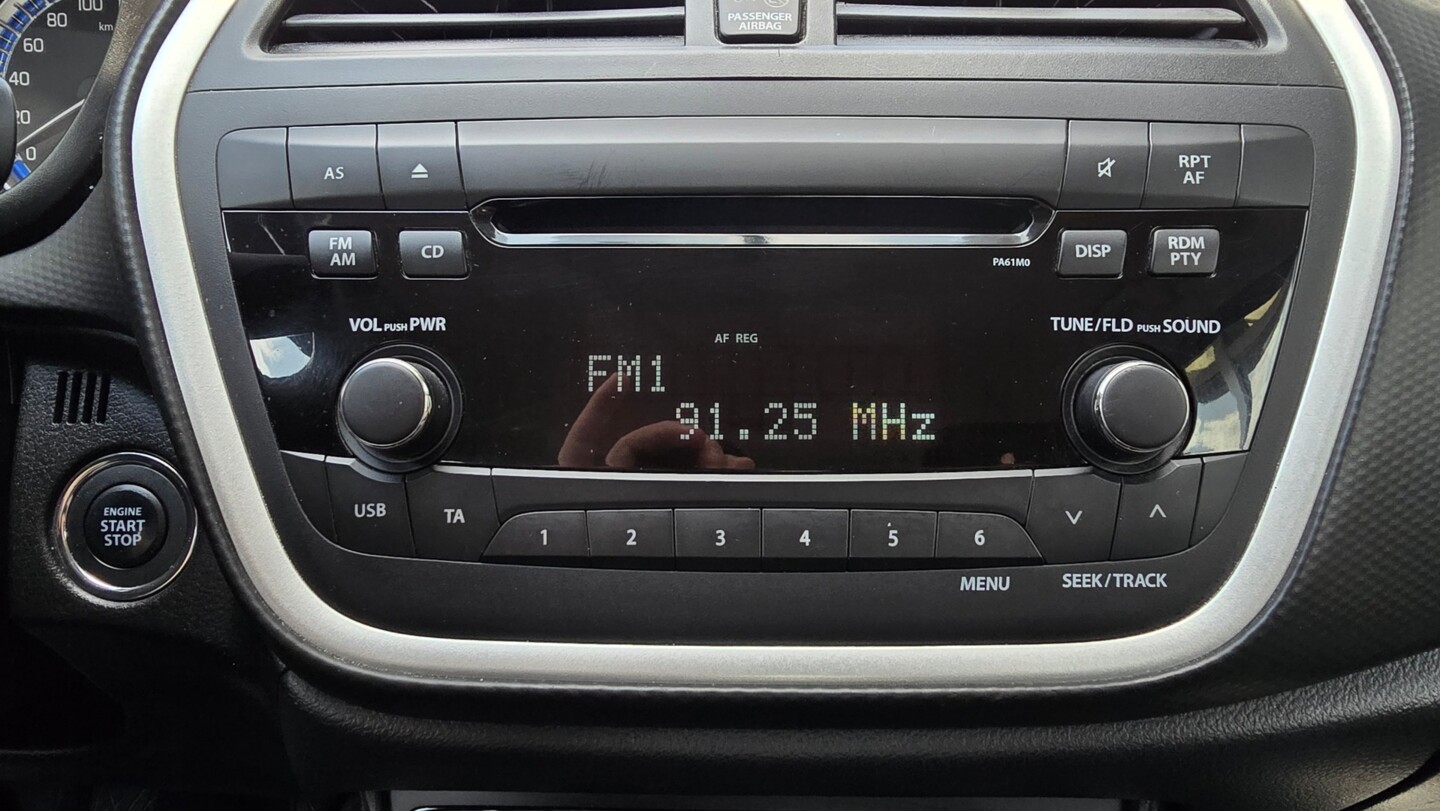 100
km
80
60
40
20
0
PASSENGER
AIRBAG
AS
RPT
AF
FM
AM
CD
DISP
RDM
PTY
PA61M0
VOL PUSH PWR
TUNE/FLD PUSH SOUND
AF REG
FM1
91.25 MHz
ENGINE
START
STOP
USB
TA
1 2 3 4 5 6
MENU
SEEK/TRACK